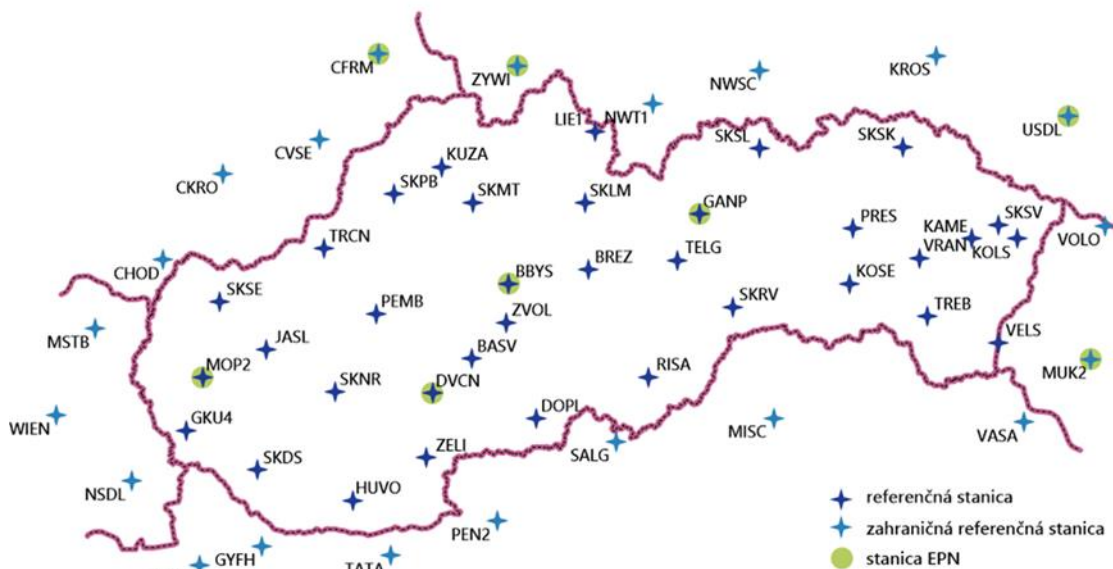 CFRM
ZYWI
NWSC
KROS
LIE1
NWT1
USDL
CVSE
SKSL
SKSK
KUZA
CKRO
SKPB
SKMT
SKLM
GANP
PRES
KAME
SKSV
TRCN
VRAN
KOLS
VOLO
CHOD
BREZ
TELG
SKSE
BBYS
KOSE
PEMB
ZVOL
SKRV
TREB
MSTB
JASL
BASV
VELS
MOP2
SKNR
DVCN
RISA
MUK2
WIEN
GKU4
DOPL
MISC
VASA
SKDS
ZELI
SALG
NSDL
HUVO
PEN2
GYFH
TATA
referenčná stanica
zahraničná referenčná stanica
stanica EPN